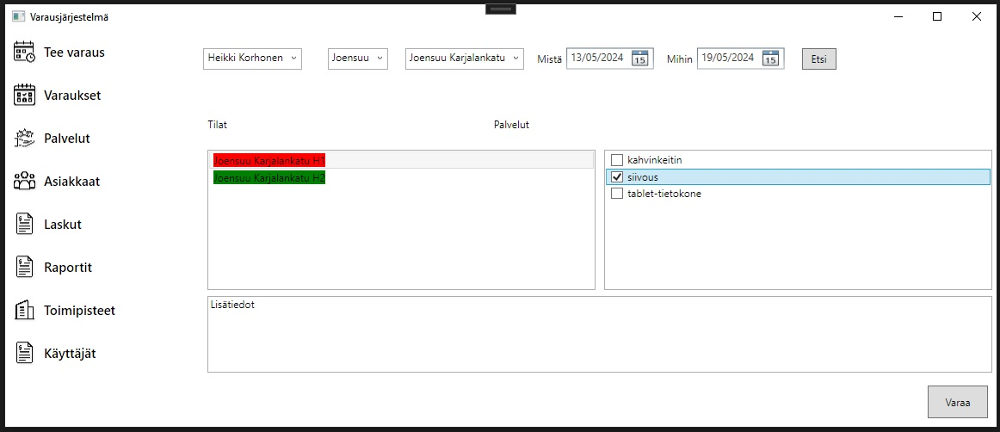 Varausjärjestelmä
Tee varaus
Varaukset
Palvelut
Asiakkaat
Laskut
Raportit
Toimipisteet
Käyttäjät
Heikki Korhonen Joensuu Joensuu Karjalankatu Mistä 13/05/2024 15 Mihin 19/05/2024 15 Etsi
Tilat Palvelut
Joensuu Karjalankatu H1
Joensuu Karjalankatu H2
kahvinkeitin
siivous
tablet-tietokone
Lisätiedot
Varaa